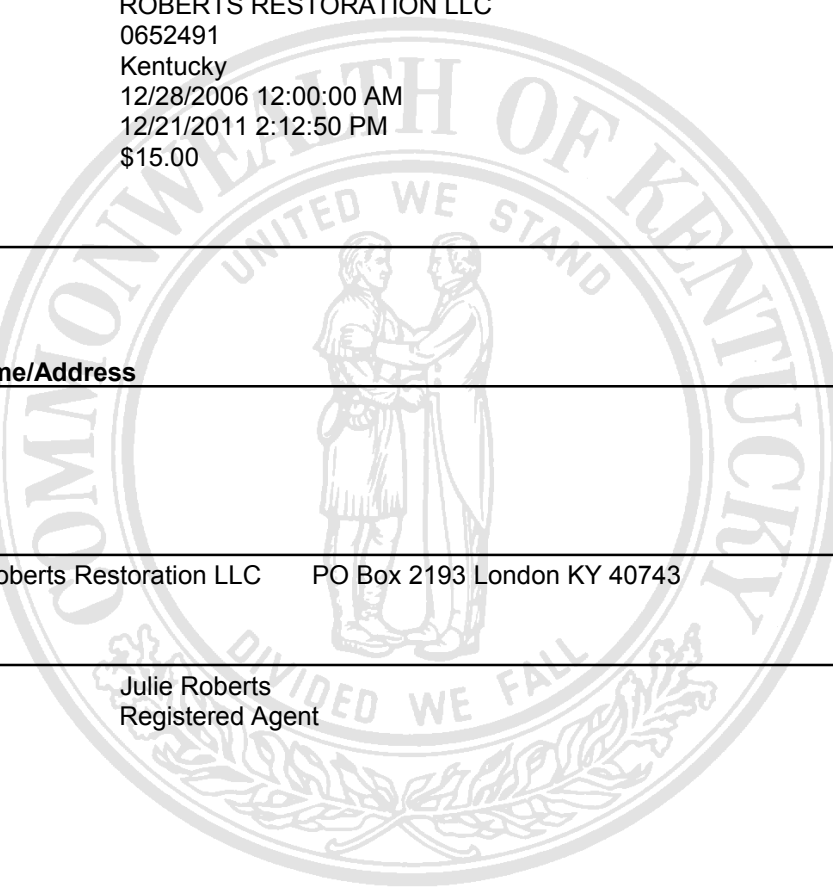 ROBERTS RESTORATION LLC
0652491
Kentucky
12/28/2006 12:00:00 AM
12/21/2011 2:12:50 PM
$15.00
me/Address
oberts Restoration LLC PO Box 2193 London KY 40743
Julie Roberts
Registered Agent
COMMONWEALTH OF KENTUCKY
UNITED WE STAND
DIVIDED WE FALL